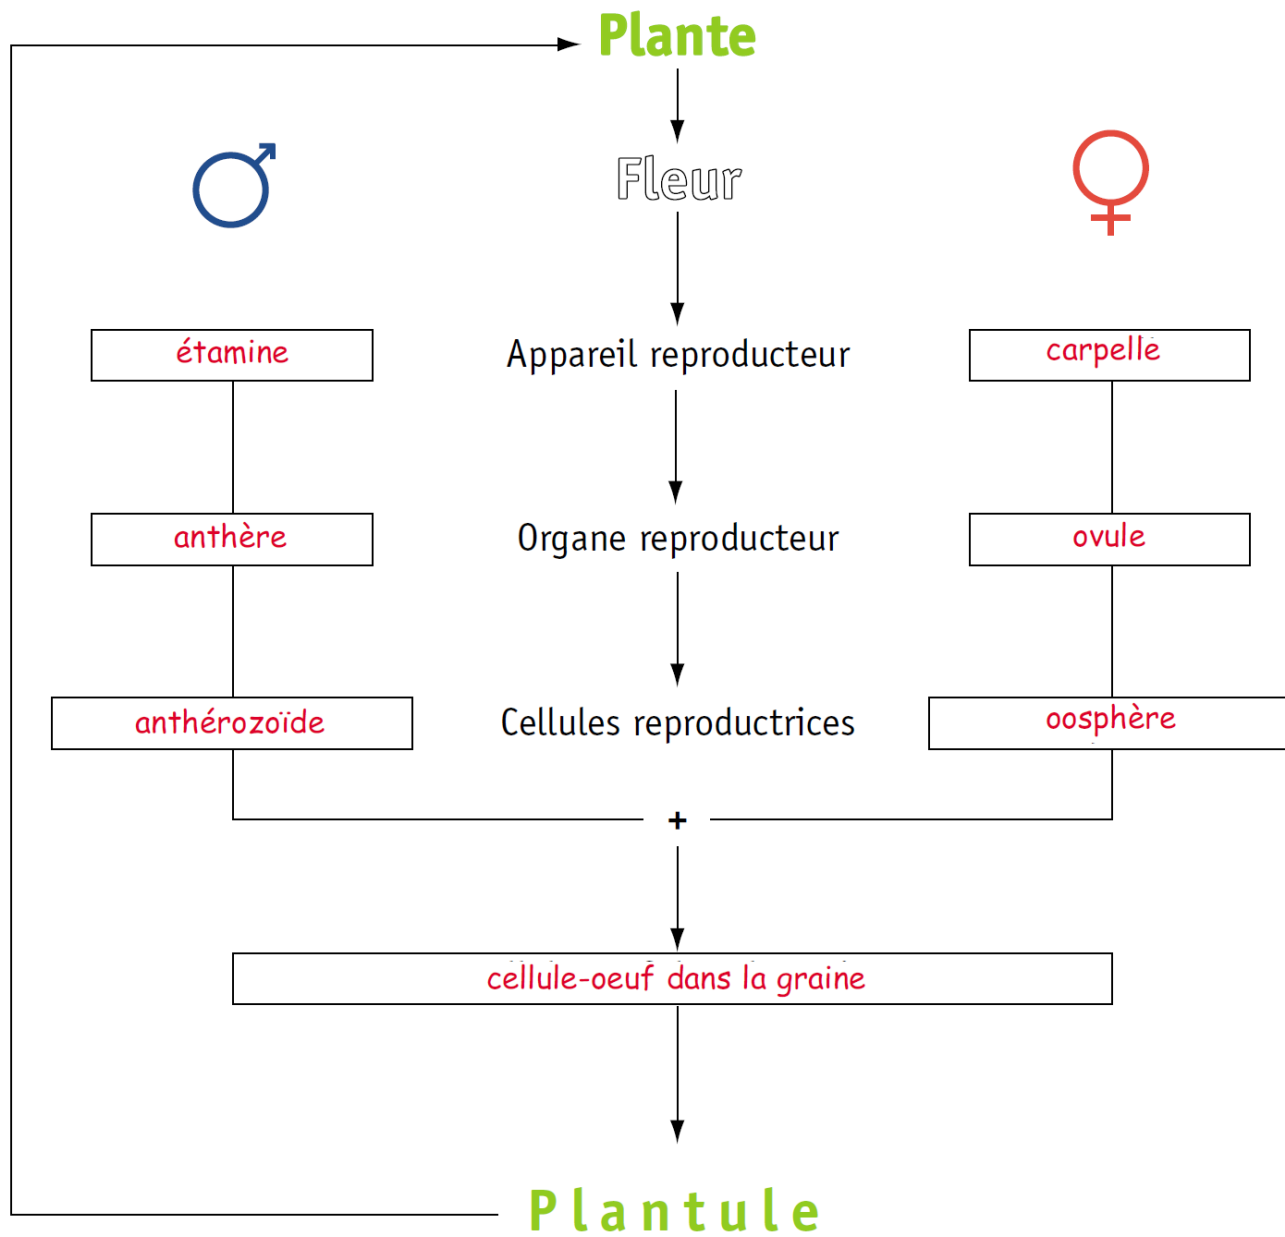 Plante
Fleur
étamine
Appareil reproducteur
carpelle
anthère
Organe reproducteur
ovule
anthérozoïde
Cellules reproductrices
oosphère
+
cellule-oeuf dans la graine
Plantule